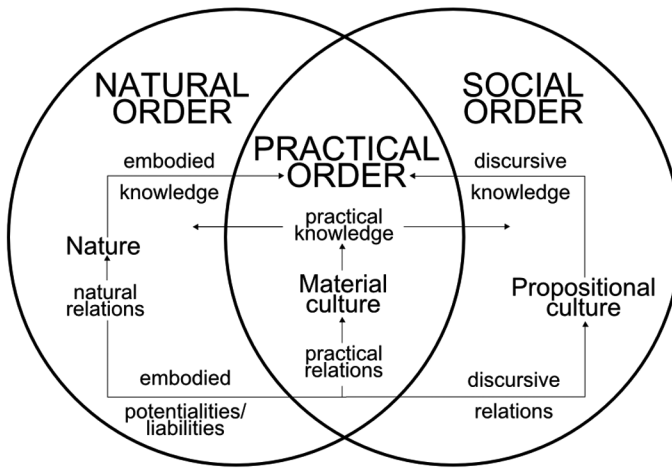 NATURAL
ORDER
SOCIAL
ORDER
PRACTICAL
ORDER
embodied
knowledge
discursive
knowledge
practical
knowledge
Nature
natural
relations
Material
culture
Propositional
culture
practical
relations
embodied
potentialities/
liabilities
discursive
relations